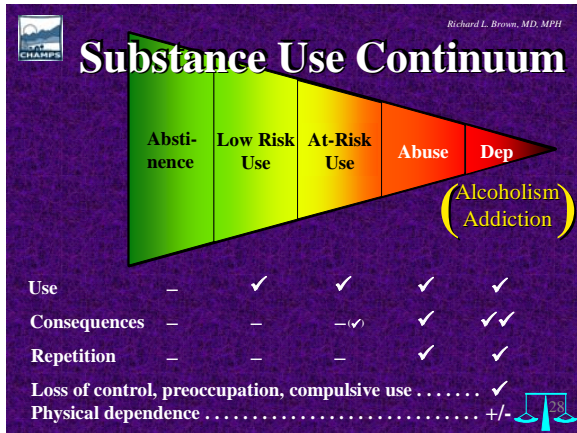 Richard L. Brown, MD, MPH
CHAMPS
Substance Use Continuum
Absti-
nence
Low Risk
Use
At-Risk
Use
Abuse
Dep
(Alcoholism
Addiction)
Use – ✓ ✓ ✓ ✓
Consequences – – –(✓) ✓ ✓✓
Repetition – – – ✓ ✓
Loss of control, preoccupation, compulsive use . . . . . . . ✓
Physical dependence . . . . . . . . . . . . . . . . . . . . . . . . . . . . . . +/-
28